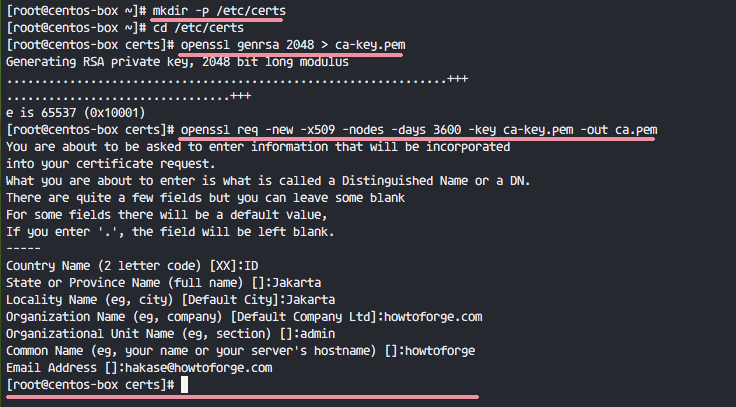 [root@centos-box ~]# mkdir -p /etc/certs
[root@centos-box ~]# cd /etc/certs
[root@centos-box certs]# openssl genrsa 2048 > ca-key.pem
Generating RSA private key, 2048 bit long modulus
...............................................................+++
................................+++
e is 65537 (0x10001)
[root@centos-box certs]# openssl req -new -x509 -nodes -days 3600 -key ca-key.pem -out ca.pem
You are about to be asked to enter information that will be incorporated
into your certificate request.
What you are about to enter is what is called a Distinguished Name or a DN.
There are quite a few fields but you can leave some blank
For some fields there will be a default value,
If you enter '.', the field will be left blank.
-----
Country Name (2 letter code) [XX]:ID
State or Province Name (full name) []:Jakarta
Locality Name (eg, city) [Default City]:Jakarta
Organization Name (eg, company) [Default Company Ltd]:howtoforge.com
Organizational Unit Name (eg, section) []:admin
Common Name (eg, your name or your server's hostname) []:howtoforge
Email Address []:hakase@howtoforge.com
[root@centos-box certs]#